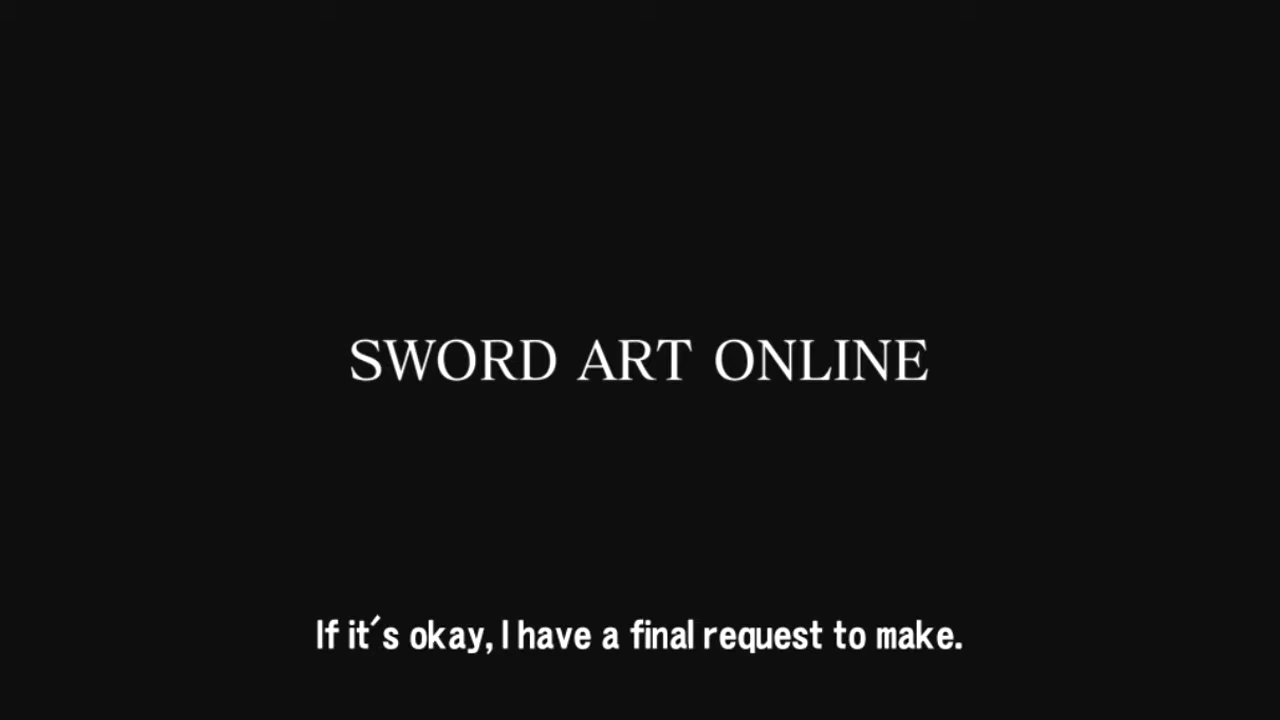 SWORD ART ONLINE
If it's okay, I have a final request to make.